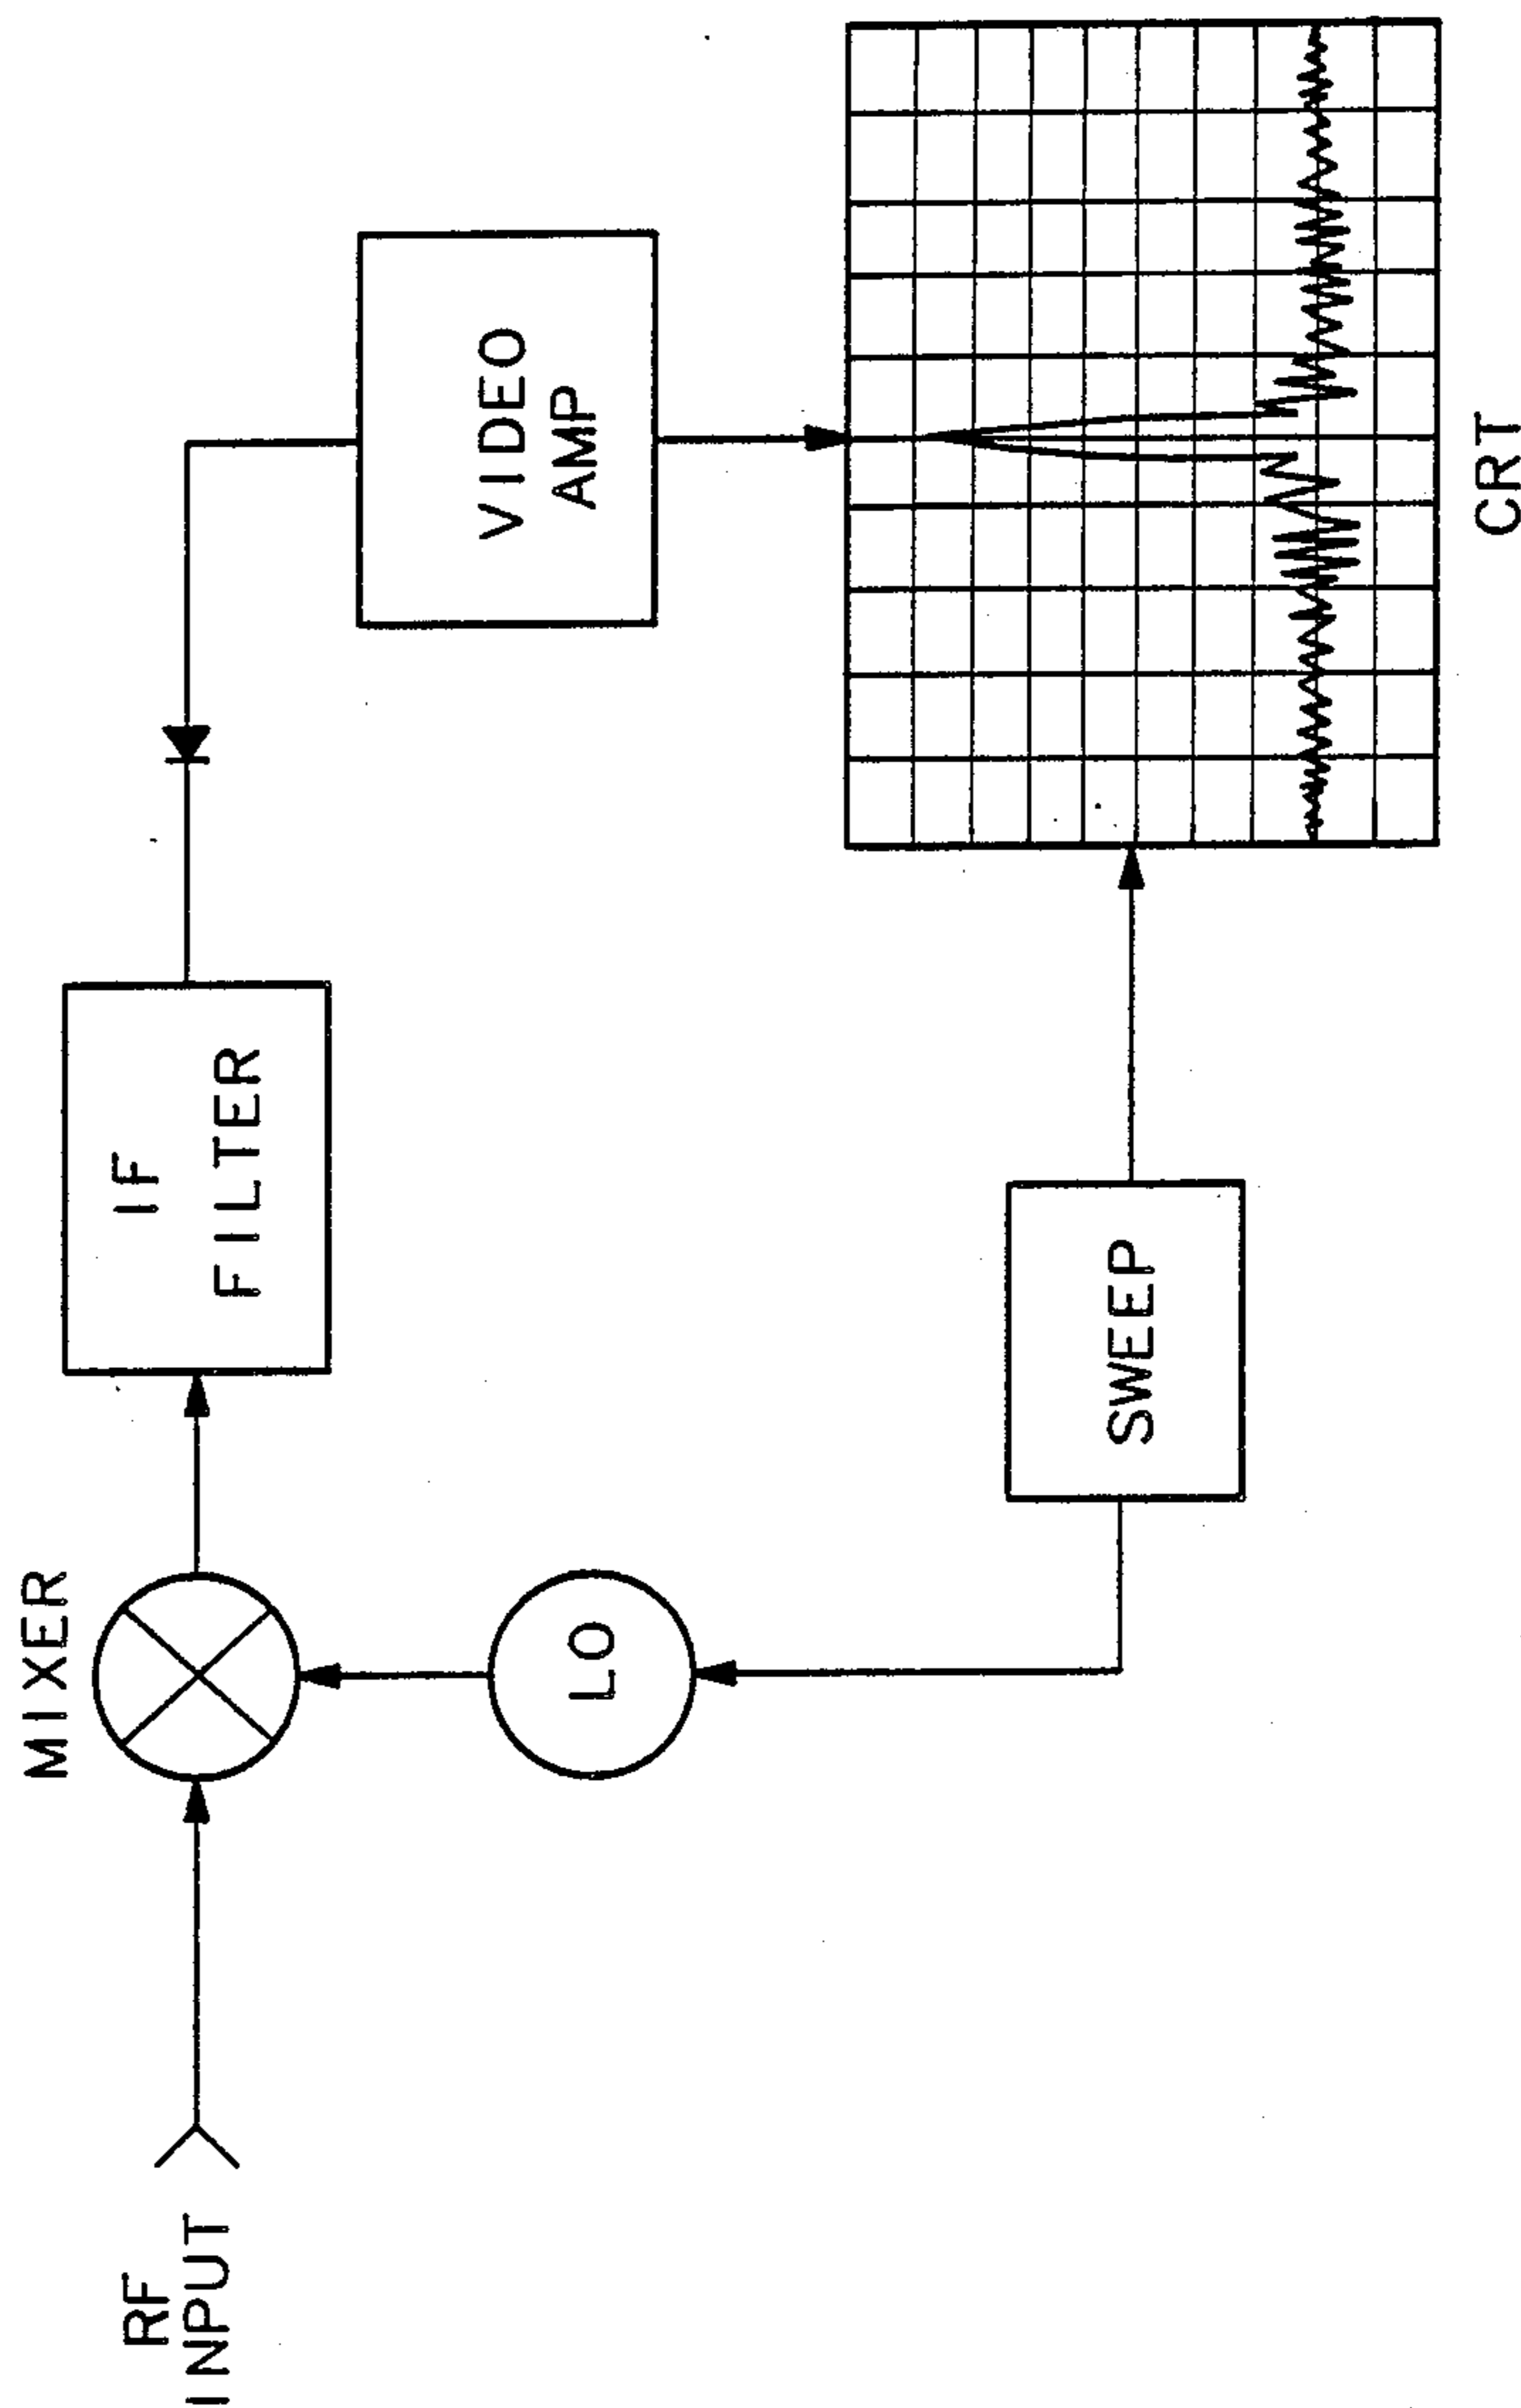 RF
INPUT
MIXER
IF
FILTER
VIDEO
AMP
LO
SWEEP
CRT